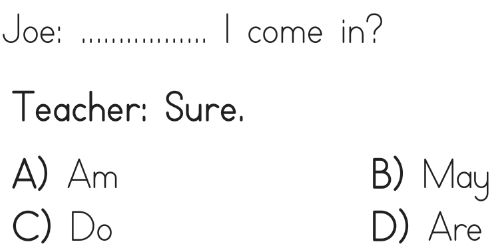 Joe: ................. I come in?
Teacher: Sure.
A) Am B) May
C) Do D) Are